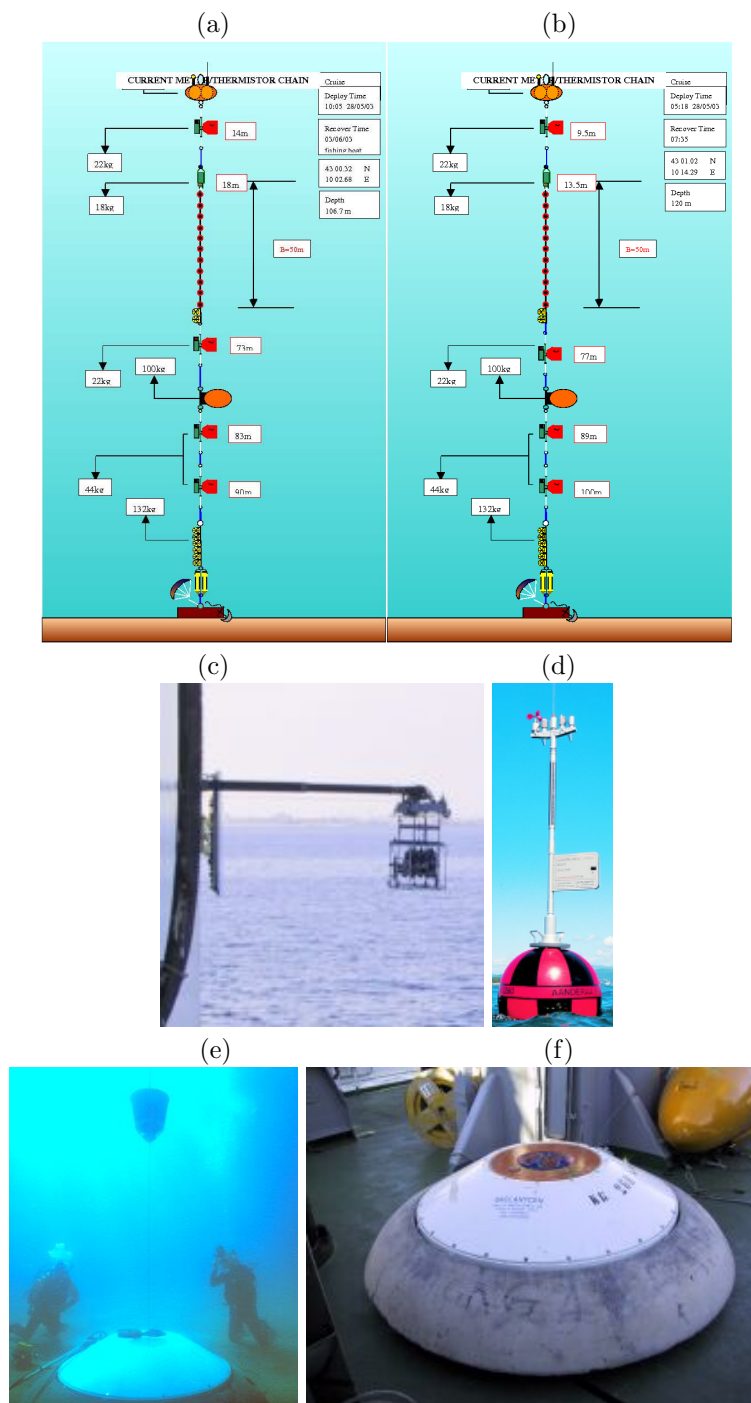 (a)
CURRENT METER/THERMISTOR CHAIN
Cruise
Deploy Time
10:05 28/05/03
Recover Time
03/06/03
fishing boat
43 00.32 N
10 02.68 E
Depth
106.7 m
14m
22kg
18m
18kg
B=50m
73m
100kg
22kg
83m
44kg
90m
132kg
(b)
CURRENT METER/THERMISTOR CHAIN
Cruise
Deploy Time
05:18 28/05/03
Recover Time
07:35
43 01.02 N
10 14.29 E
Depth
120 m
9.5m
22kg
13.5m
18kg
B=50m
77m
100kg
22kg
89m
44kg
100m
132kg
(c)
(d)
AANDERAA
(e)
(f)
SACLANTCEN